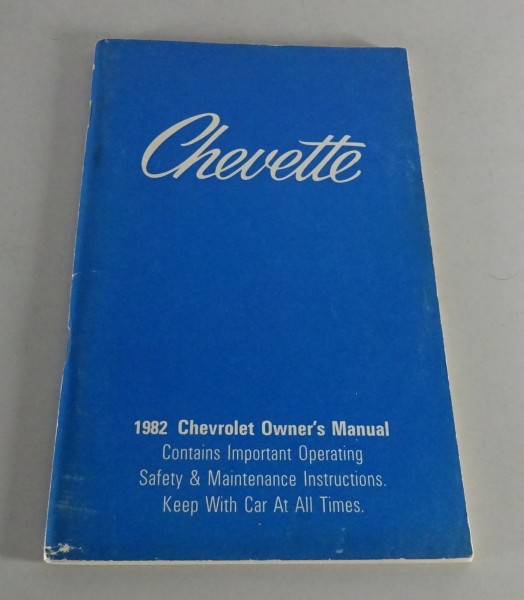 Chevette
1982 Chevrolet Owner's Manual
Contains Important Operating
Safety & Maintenance Instructions.
Keep With Car At All Times.